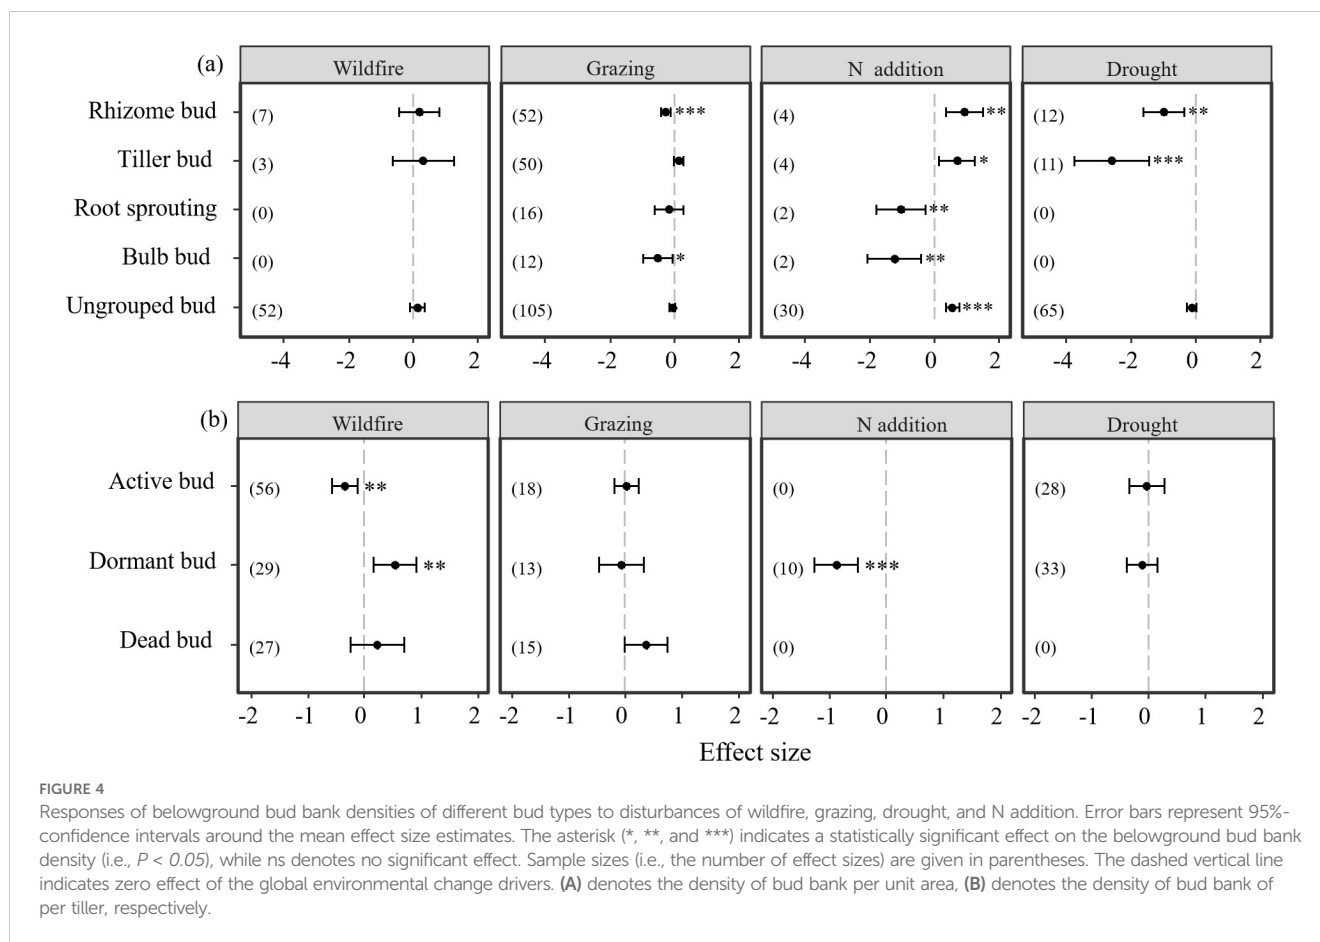 (a)
Wildfire Grazing N addition Drought
Rhizome bud (7) (52) *** (4) ** (12) **
Tiller bud (3) (50) (4) * (11) ***
Root sprouting (0) (16) (2) ** (0)
Bulb bud (0) (12) * (2) ** (0)
Ungrouped bud (52) (105) (30) *** (65)
-4 -2 0 2 -4 -2 0 2 -4 -2 0 2 -4 -2 0 2
(b)
Wildfire Grazing N addition Drought
Active bud (56) ** (18) (0) (28)
Dormant bud (29) ** (13) (10) *** (33)
Dead bud (27) (15) (0) (0)
-2 -1 0 1 2 -2 -1 0 1 2 -2 -1 0 1 2 -2 -1 0 1 2
Effect size
FIGURE 4
Responses of belowground bud bank densities of different bud types to disturbances of wildfire, grazing, drought, and N addition. Error bars represent 95%-
confidence intervals around the mean effect size estimates. The asterisk (*, **, and ***) indicates a statistically significant effect on the belowground bud bank
density (i.e., P < 0.05), while ns denotes no significant effect. Sample sizes (i.e., the number of effect sizes) are given in parentheses. The dashed vertical line
indicates zero effect of the global environmental change drivers. (A) denotes the density of bud bank per unit area, (B) denotes the density of bud bank of
per tiller, respectively.